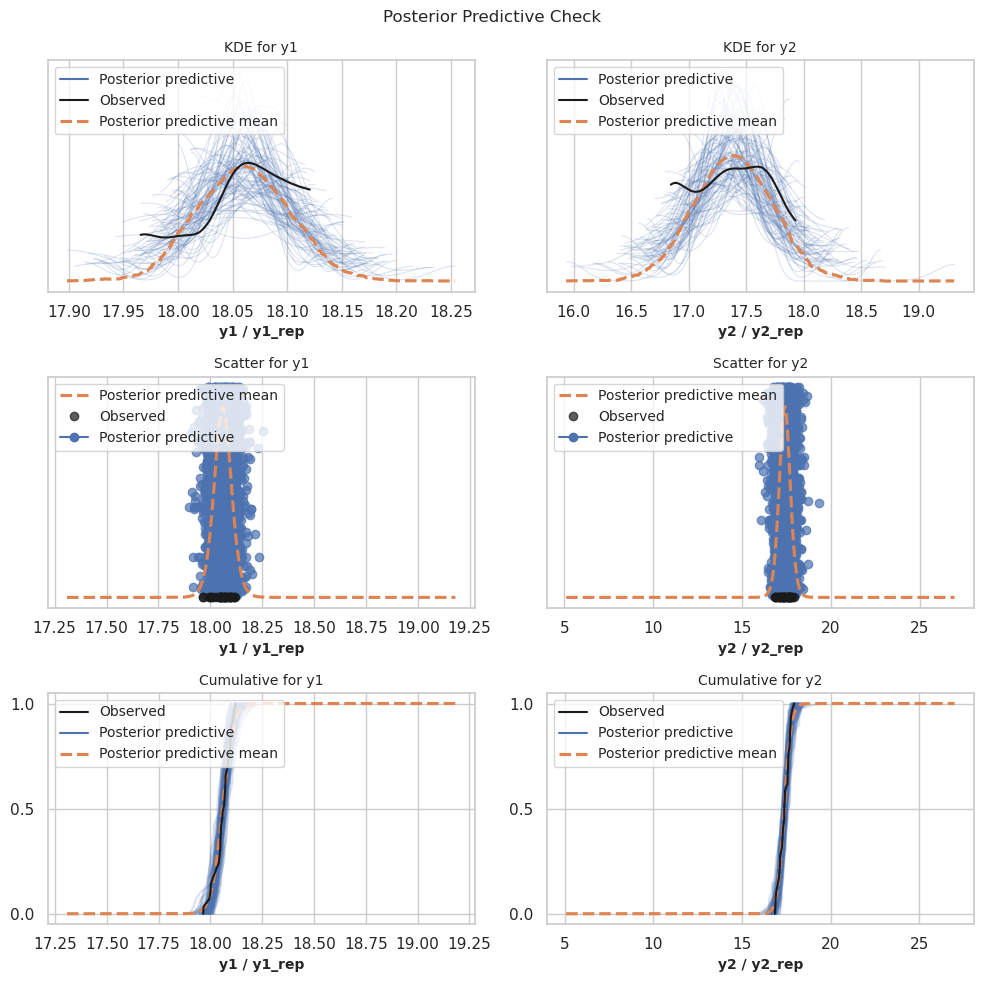 Posterior Predictive Check
KDE for y1
Posterior predictive
Observed
Posterior predictive mean
17.90 17.95 18.00 18.05 18.10 18.15 18.20 18.25
y1 / y1_rep
KDE for y2
Posterior predictive
Observed
Posterior predictive mean
16.0 16.5 17.0 17.5 18.0 18.5 19.0
y2 / y2_rep
Scatter for y1
Posterior predictive mean
Observed
Posterior predictive
17.25 17.50 17.75 18.00 18.25 18.50 18.75 19.00 19.25
y1 / y1_rep
Scatter for y2
Posterior predictive mean
Observed
Posterior predictive
5 10 15 20 25
y2 / y2_rep
Cumulative for y1
Observed
Posterior predictive
Posterior predictive mean
1.0
0.5
0.0
17.25 17.50 17.75 18.00 18.25 18.50 18.75 19.00 19.25
y1 / y1_rep
Cumulative for y2
Observed
Posterior predictive
Posterior predictive mean
1.0
0.5
0.0
5 10 15 20 25
y2 / y2_rep